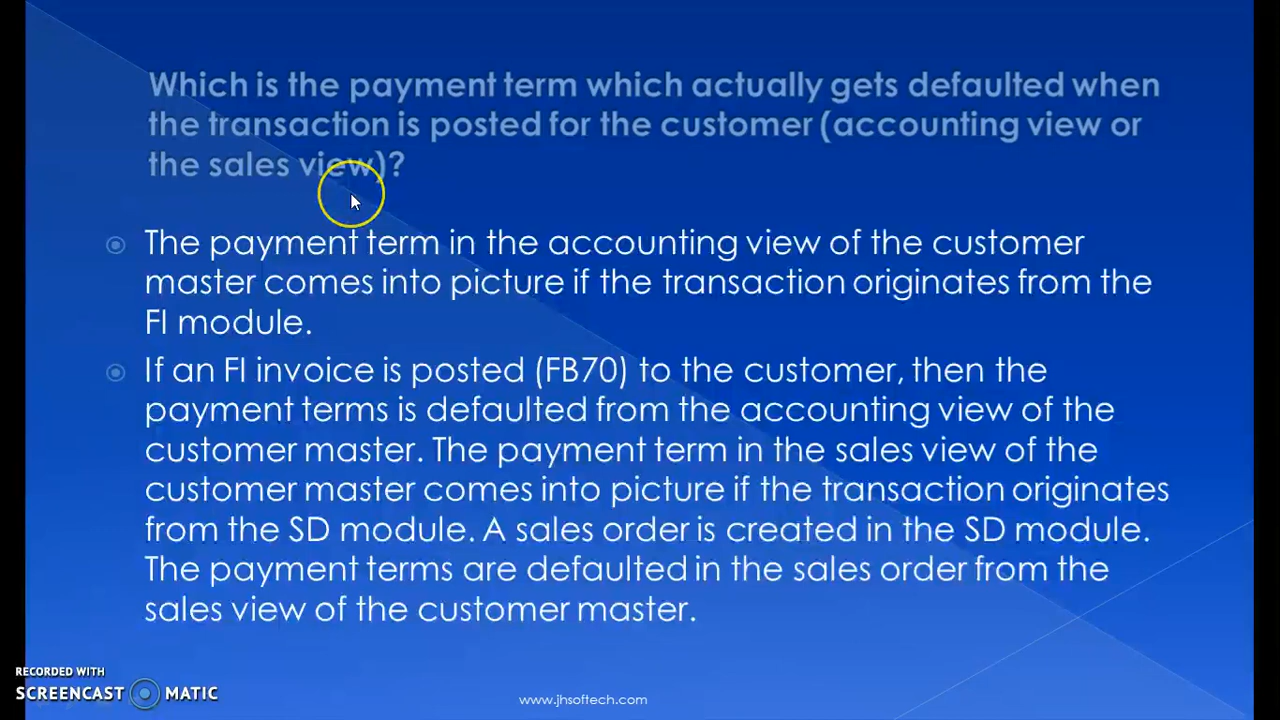 Which is the payment term which actually gets defaulted when
the transaction is posted for the customer (accounting view or
the sales view)?
The payment term in the accounting view of the customer
master comes into picture if the transaction originates from the
FI module.
If an FI invoice is posted (FB70) to the customer, then the
payment terms is defaulted from the accounting view of the
customer master. The payment term in the sales view of the
customer master comes into picture if the transaction originates
from the SD module. A sales order is created in the SD module.
The payment terms are defaulted in the sales order from the
sales view of the customer master.
RECORDED WITH
SCREENCAST MATIC
www.jhsoftech.com